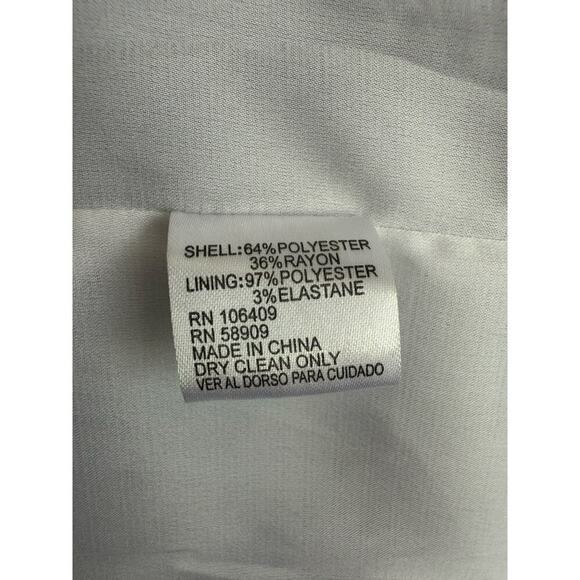 SHELL:64%POLYESTER
36%RAYON
LINING:97%POLYESTER
3%ELASTANE
RN 106409
RN 58909
MADE IN CHINA
DRY CLEAN ONLY
VER AL DORSO PARA CUIDADO